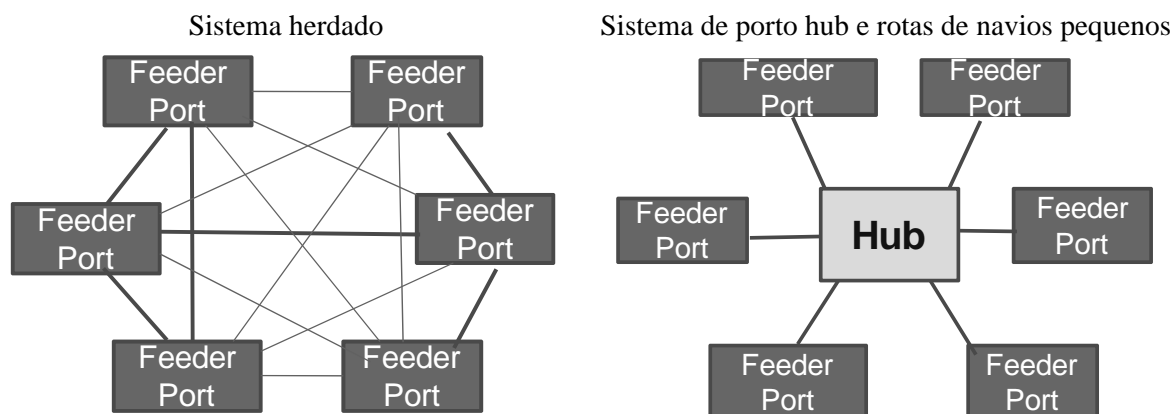 Sistema herdado
Sistema de porto hub e rotas de navios pequenos
Feeder
Port
Feeder
Port
Feeder
Port
Feeder
Port
Feeder
Port
Feeder
Port
Feeder
Port
Feeder
Port
Feeder
Port
Hub
Feeder
Port
Feeder
Port
Feeder
Port